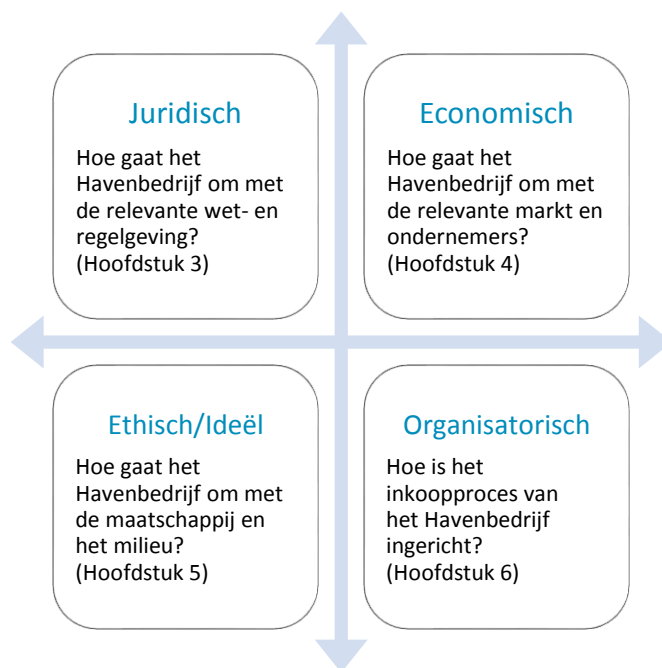 Juridisch
Hoe gaat het
Havenbedrijf om met
de relevante wet- en
regelgeving?
(Hoofdstuk 3)
Economisch
Hoe gaat het
Havenbedrijf om met
de relevante markt en
ondernemers?
(Hoofdstuk 4)
Ethisch/Ideël
Hoe gaat het
Havenbedrijf om met
de maatschappij en
het milieu?
(Hoofdstuk 5)
Organisatorisch
Hoe is het
inkoopproces van
het Havenbedrijf
ingericht?
(Hoofdstuk 6)